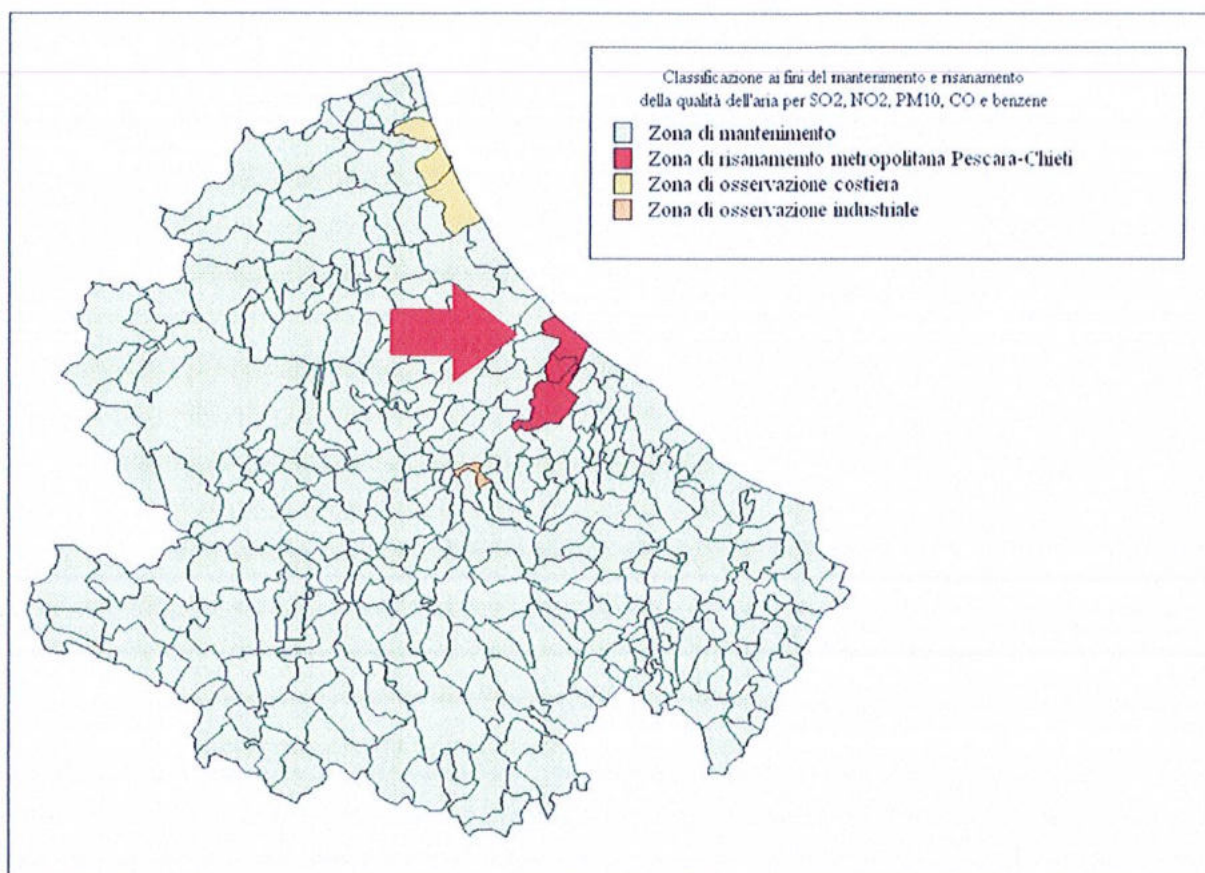 Classificazione ai fini del mantenimento e risanamento
della qualità dell'aria per SO2, NO2, PM10, CO e benzene
Zona di mantenimento
Zona di risanamento metropolitana Pescara-Chieti
Zona di osservazione costiera
Zona di osservazione industriale